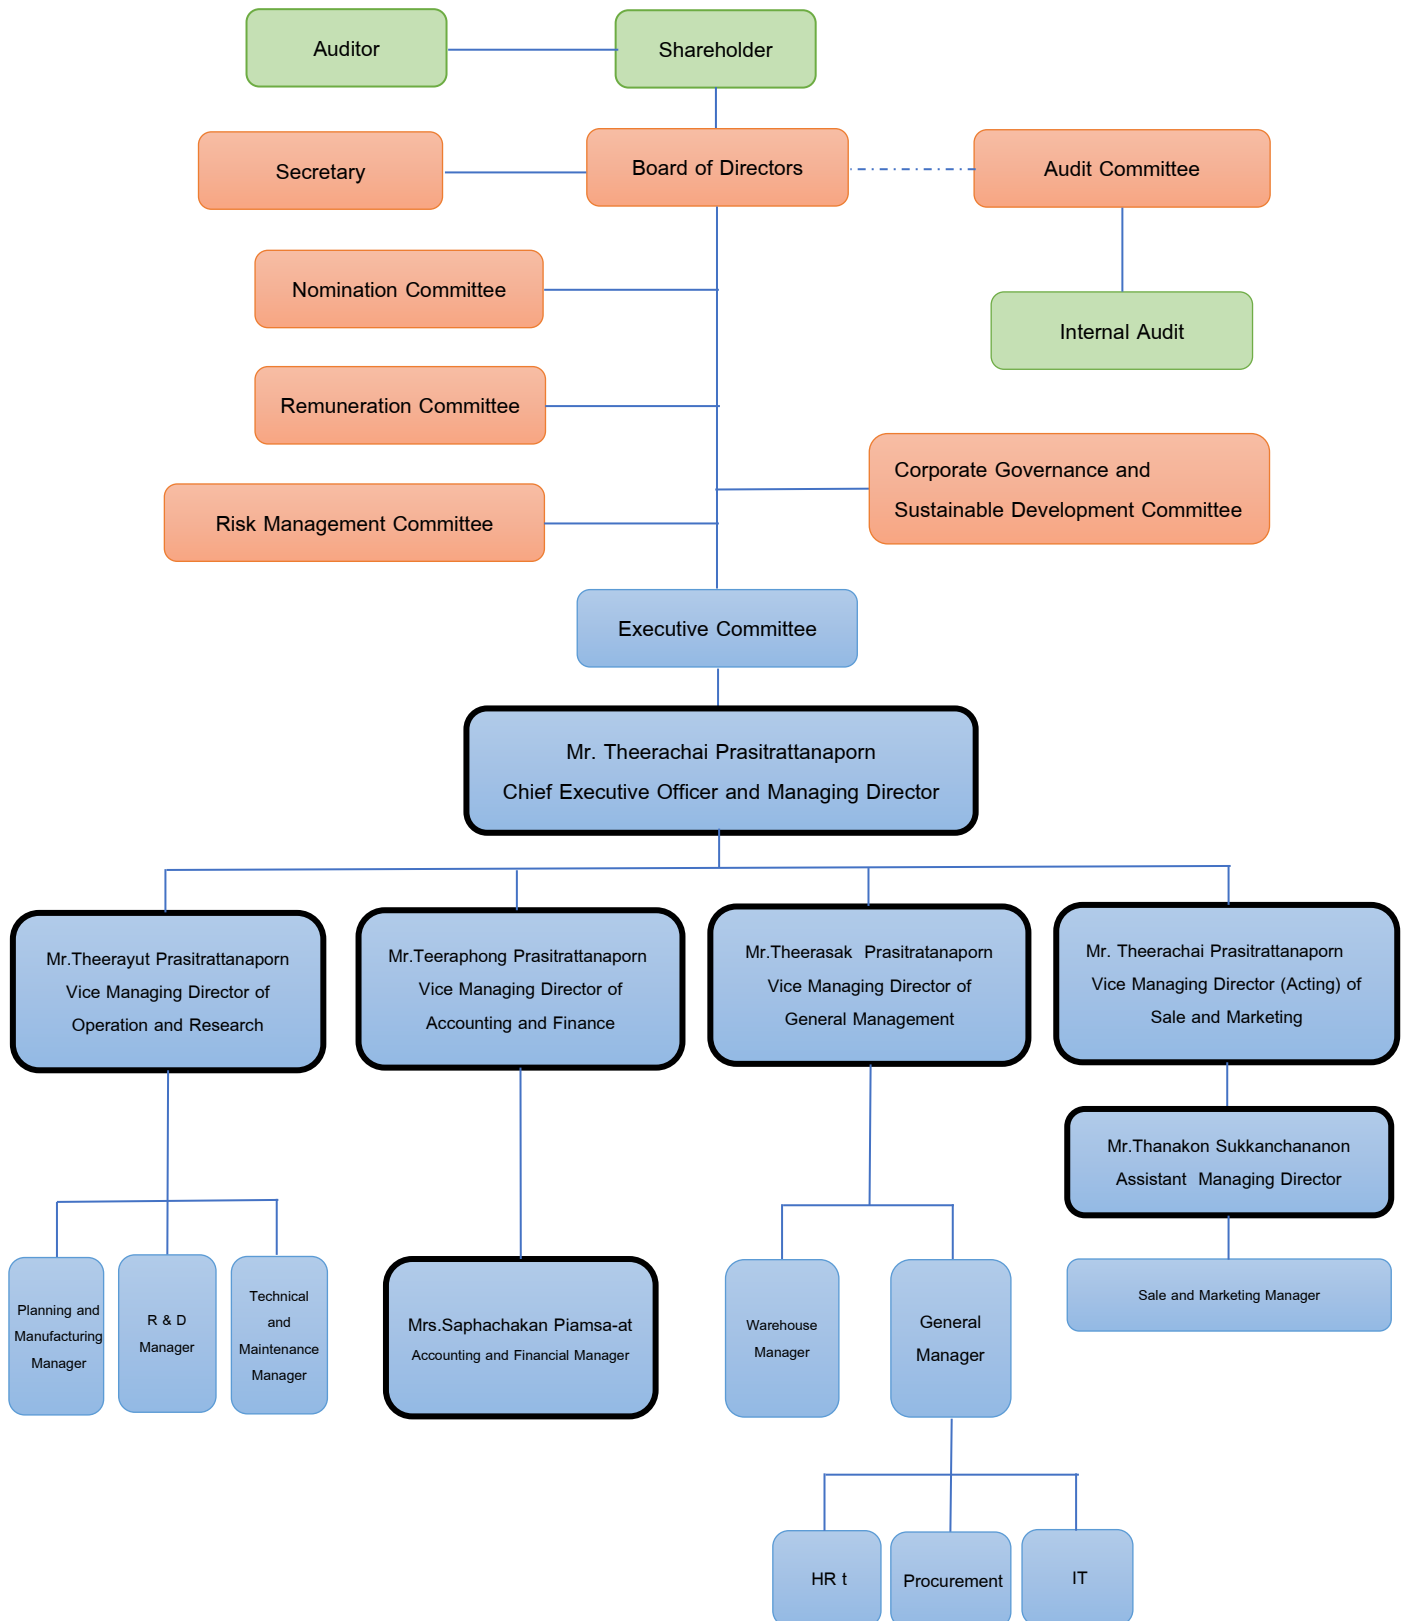 Auditor
Shareholder
Secretary
Board of Directors
Audit Committee
Nomination Committee
Internal Audit
Remuneration Committee
Corporate Governance and
Sustainable Development Committee
Risk Management Committee
Executive Committee
Mr. Theerachai Prasitrattanaporn
Chief Executive Officer and Managing Director
Mr.Theerayut Prasitrattanaporn
Vice Managing Director of
Operation and Research
Mr.Teeraphong Prasitrattanaporn
Vice Managing Director of
Accounting and Finance
Mr.Theerasak Prasitratanaporn
Vice Managing Director of
General Management
Mr. Theerachai Prasitrattanaporn
Vice Managing Director (Acting) of
Sale and Marketing
Mr.Thanakon Sukkanchananon
Assistant Managing Director
Planning and
Manufacturing
Manager
R & D
Manager
Technical
and
Maintenance
Manager
Mrs.Saphachakan Piamsa-at
Accounting and Financial Manager
Warehouse
Manager
General
Manager
Sale and Marketing Manager
HR t
Procurement
IT